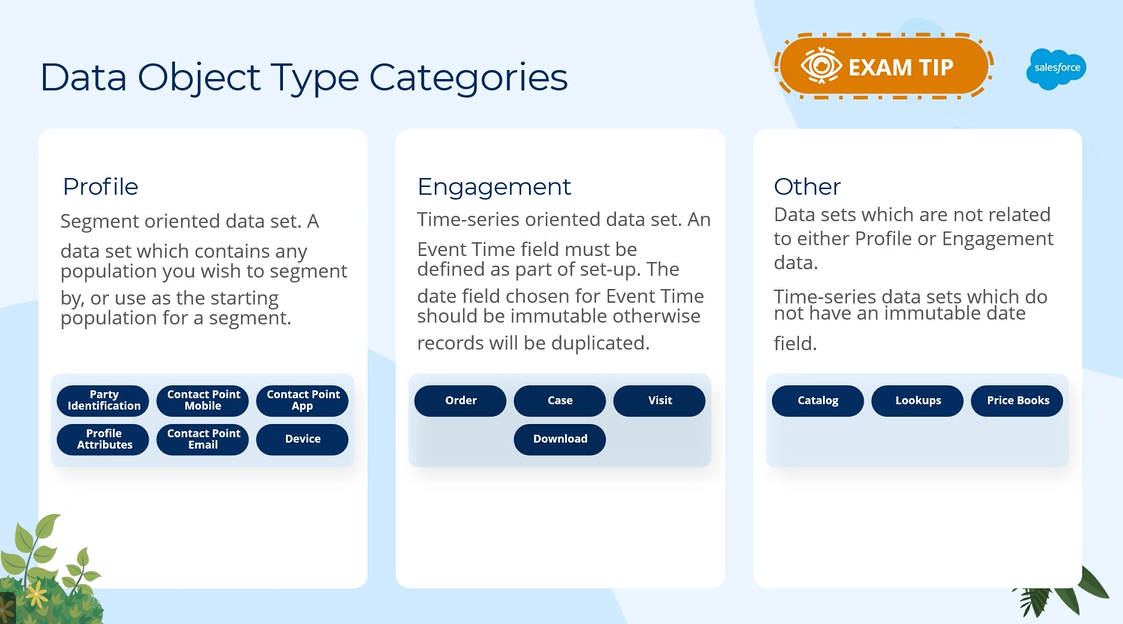 Data Object Type Categories
EXAM TIP
salesforce
Profile
Segment oriented data set. A
data set which contains any
population you wish to segment
by, or use as the starting
population for a segment.
Party
Identification
Contact Point
Mobile
Contact Point
App
Profile
Attributes
Contact Point
Email
Device
Engagement
Time-series oriented data set. An
Event Time field must be
defined as part of set-up. The
date field chosen for Event Time
should be immutable otherwise
records will be duplicated.
Order
Case
Visit
Download
Other
Data sets which are not related
to either Profile or Engagement
data.
Time-series data sets which do
not have an immutable date
field.
Catalog
Lookups
Price Books